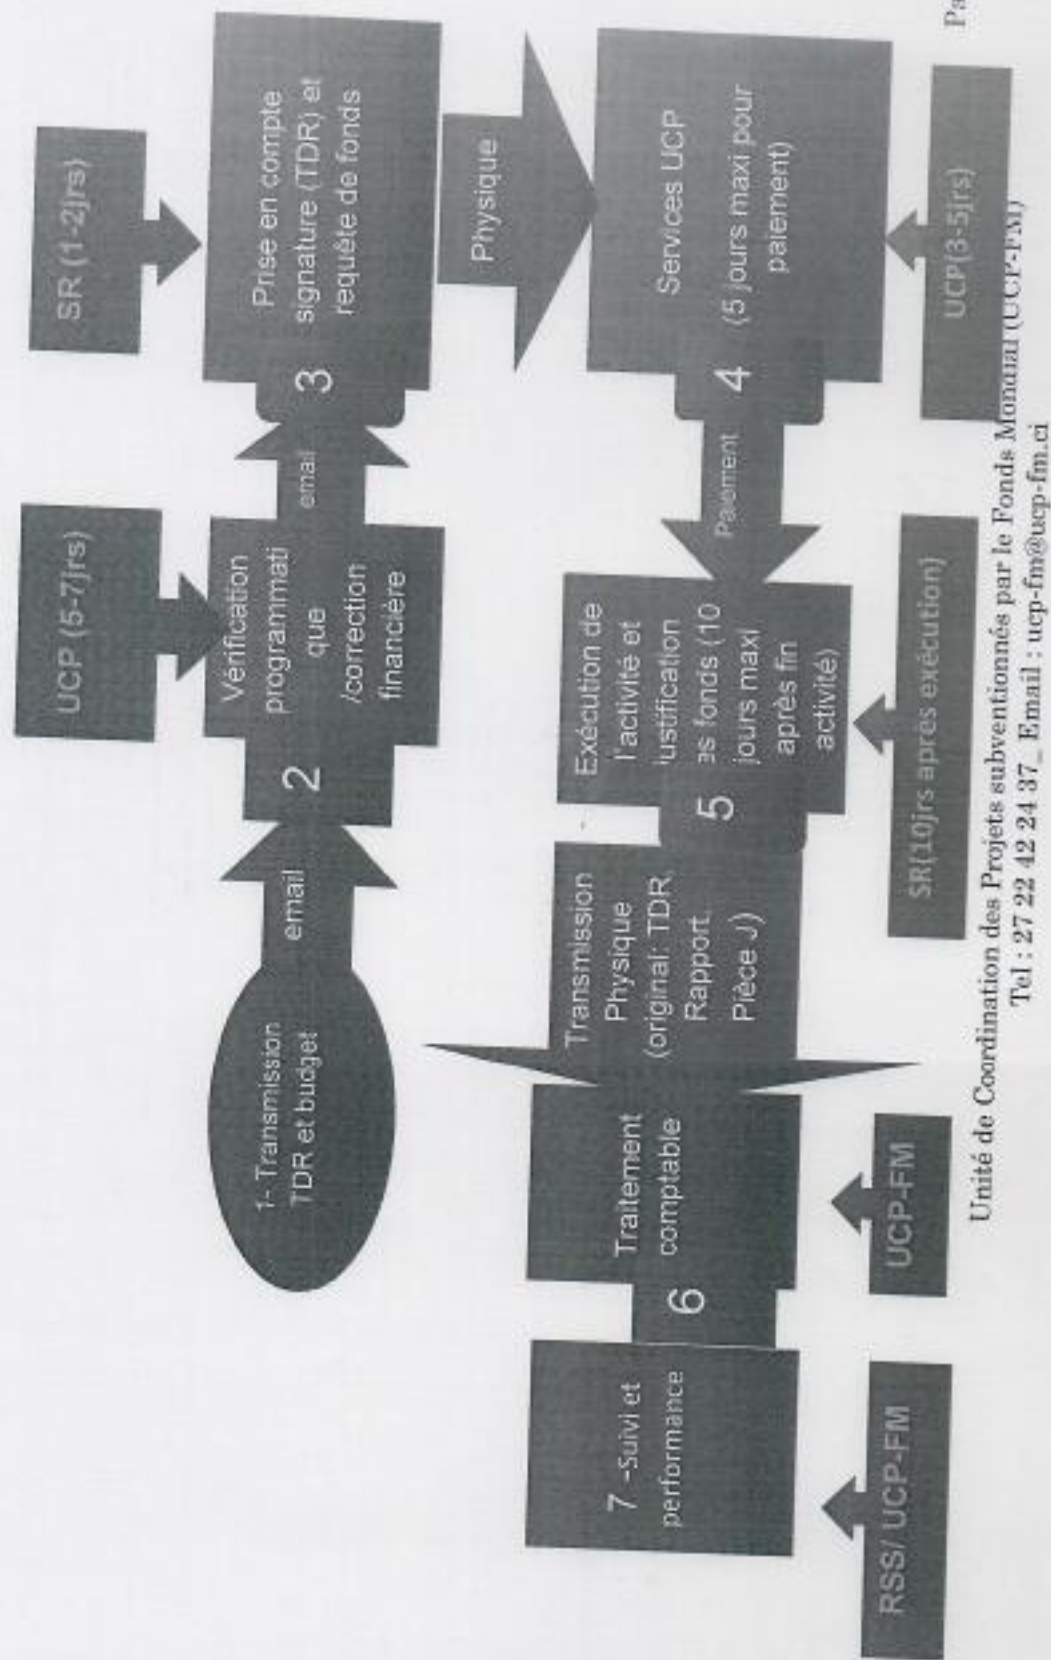 SR (1-2jrs)
UCP (5-7jrs)
1- Transmission
TDR et budget
email
2
Vérification
programmati
que
/correction
financière
email
3
Prise en compte
signature (TDR) et
requête de fonds
Physique
Services UCP
(5 jours maxi pour
paiement)
4
UCP(3-5jrs)
Paiement
Exécution de
l'activité et
justification
es fonds (10
jours maxi
après fin
activité)
5
SR(10jrs après exécution)
Transmission
Physique
(original: TDR,
Rapport.
Pièce J)
Traitement
comptable
6
UCP-FM
7 -Suivi et
performance
RSS/ UCP-FM
Unité de Coordination des Projets subventionnés par le Fonds Mondial (UCP-FM)
Tel : 27 22 42 24 37_ Email : ucp-fm@ucp-fm.ci
Pa